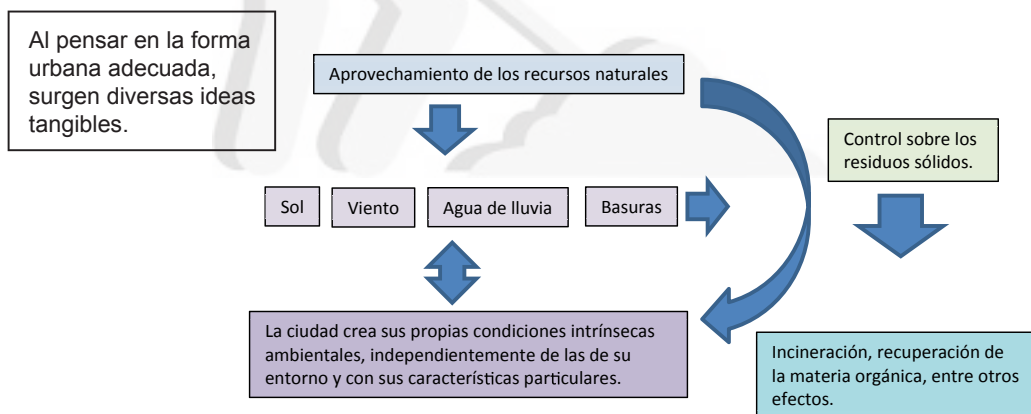 Al pensar en la forma
urbana adecuada,
surgen diversas ideas
tangibles.
Aprovechamiento de los recursos naturales
Control sobre los
residuos sólidos.
Sol
Viento
Agua de lluvia
Basuras
La ciudad crea sus propias condiciones intrínsecas
ambientales, independientemente de las de su
entorno y con sus características particulares.
Incineración, recuperación de
la materia orgánica, entre otros
efectos.